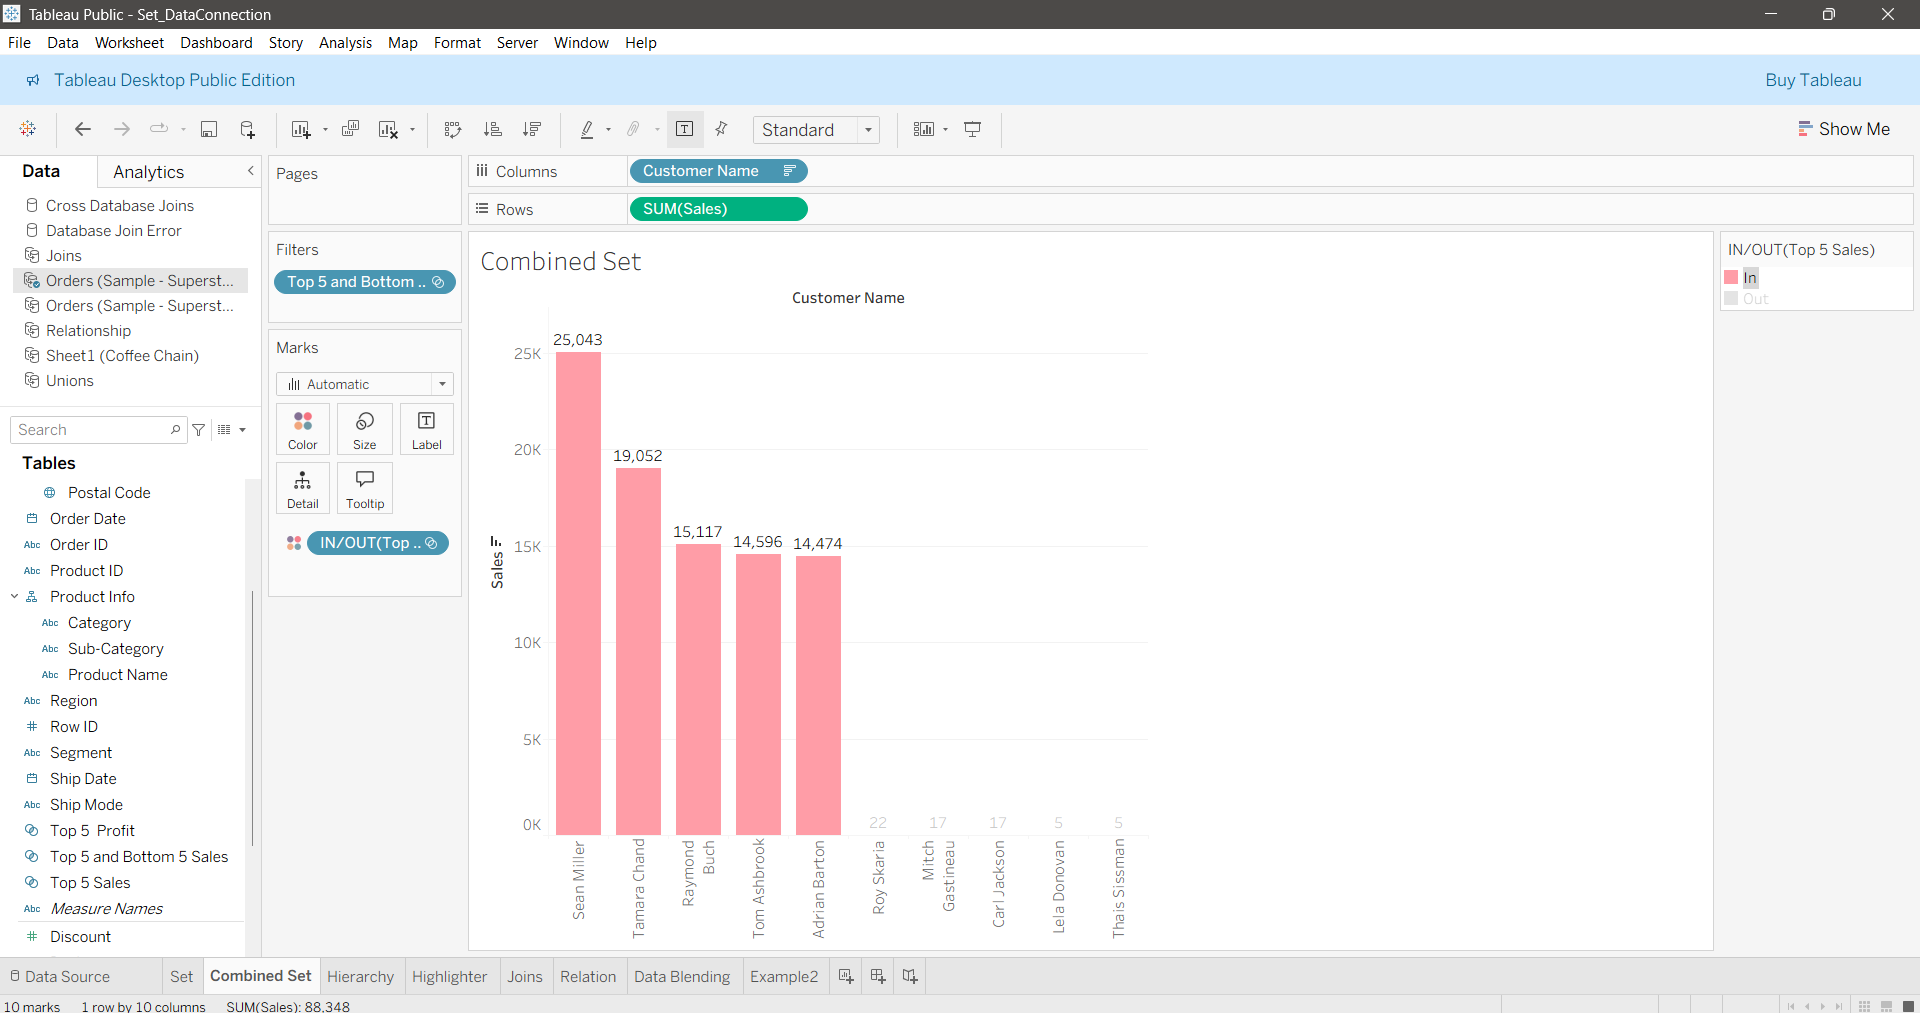 Tableau Public - Set_DataConnection
File Data Worksheet Dashboard Story Analysis Map Format Server Window Help
Tableau Desktop Public Edition
Buy Tableau
Standard
Show Me
Data
Analytics
Cross Database Joins
Database Join Error
Joins
Orders (Sample - Superst...
Orders (Sample - Superst...
Relationship
Sheet1 (Coffee Chain)
Unions
Search
Tables
Postal Code
Order Date
Abc Order ID
Abc Product ID
Product Info
Abc Category
Abc Sub-Category
Abc Product Name
Abc Region
# Row ID
Abc Segment
Ship Date
Abc Ship Mode
Top 5 Profit
Top 5 and Bottom 5 Sales
Top 5 Sales
Abc Measure Names
# Discount
Pages
Filters
Top 5 and Bottom ..
Marks
Automatic
Color
Size
T
Label
Detail
Tooltip
IN/OUT(Top ..
Columns
Customer Name
Rows
SUM(Sales)
Combined Set
Customer Name
Sales
25K
20K
15K
10K
5K
0K
25,043
19,052
15,117
14,596
14,474
22
17
17
5
5
Sean Miller
Tamara Chand
Raymond
Buch
Tom Ashbrook
Adrian Barton
Roy Skaria
Mitch
Gastineau
Carl Jackson
Lela Donovan
Thais Sissman
IN/OUT(Top 5 Sales)
In
Out
Data Source
Set
Combined Set
Hierarchy
Highlighter
Joins
Relation
Data Blending
Example2
10 marks
1 row by 10 columns
SUM(Sales): 88,348